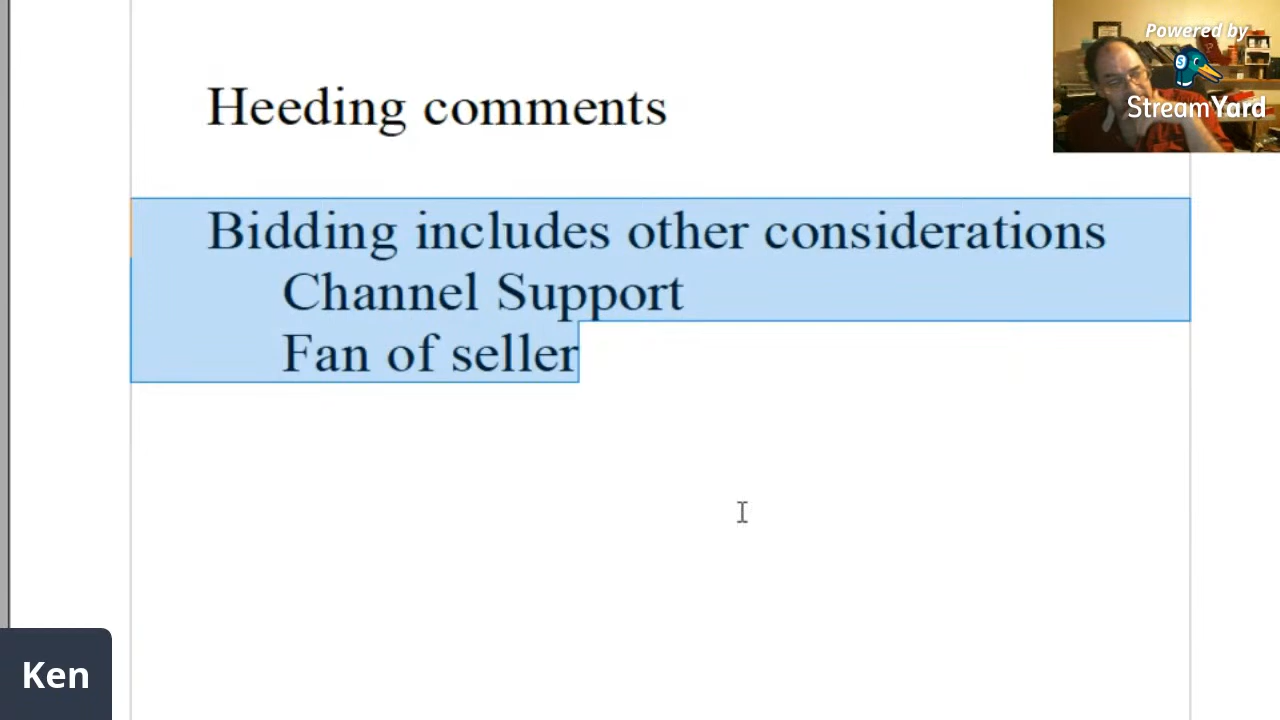 Powered by
StreamYard
Heeding comments
Bidding includes other considerations
Channel Support
Fan of seller
Ken